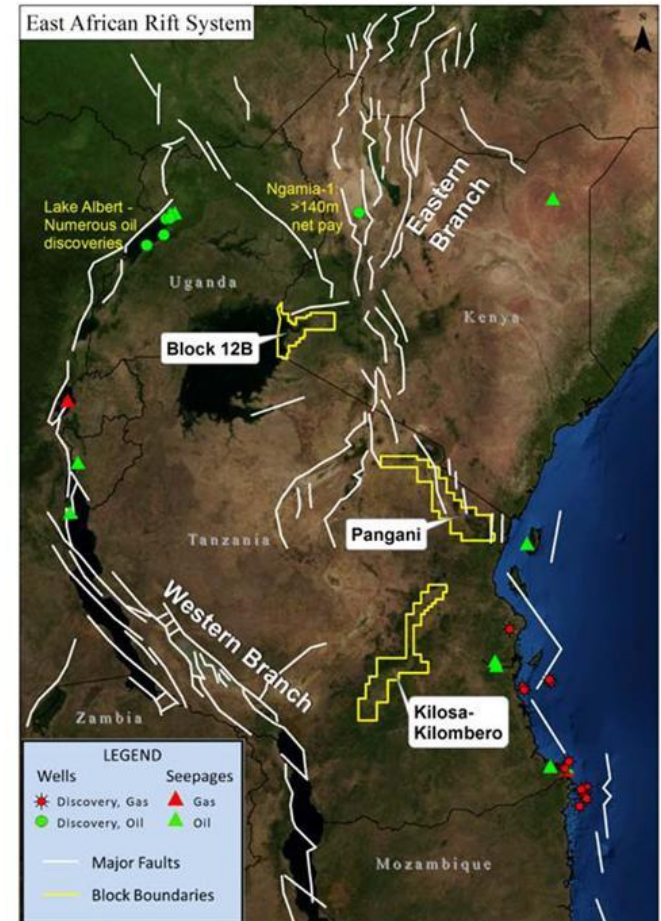 East African Rift System
N
Ngamia-1:
>140m
net pay
Lake Albert -
Numerous oil
discoveries
Eastern
Branch
Uganda
Kenya
Block 12B
Pangani
Tanzania
Western Branch
Kilosa-
Kilombero
Zambia
Mozambique
LEGEND
Wells
Seepages
Discovery, Gas
Gas
Discovery, Oil
Oil
Major Faults
Block Boundaries